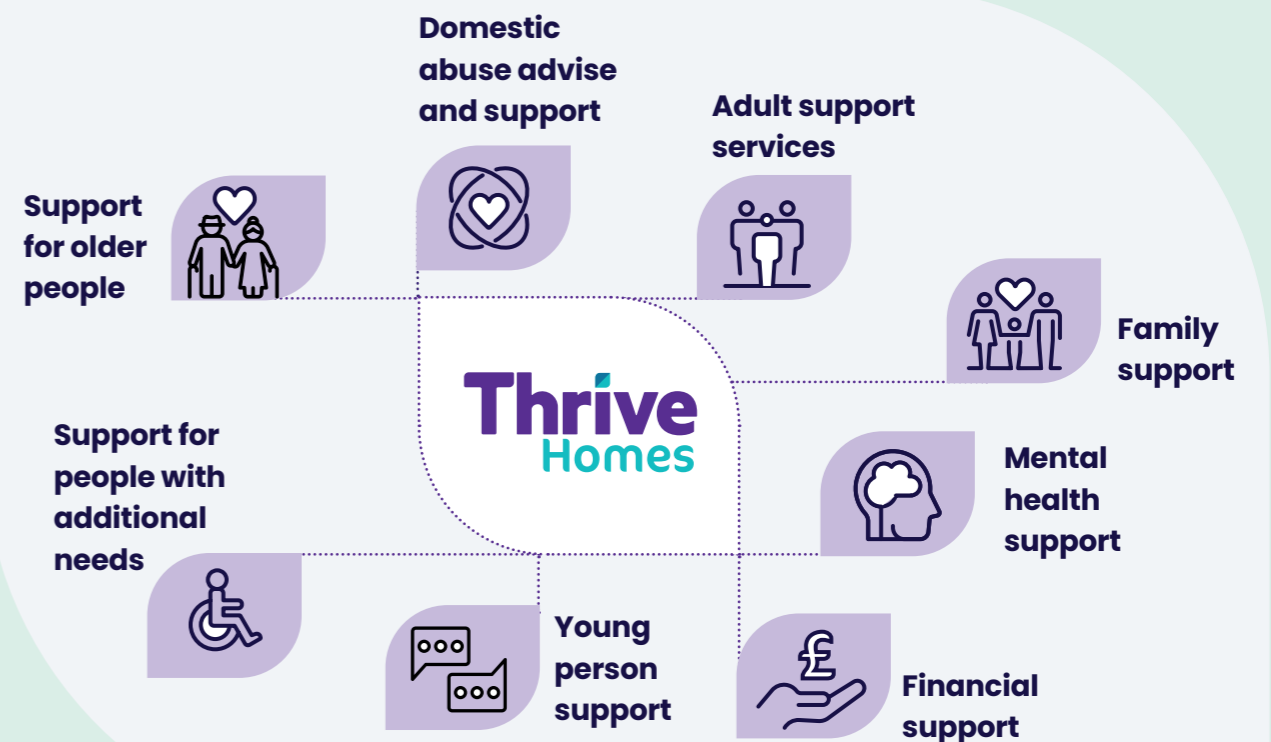 Domestic
abuse advise
and support
Adult support
services
Support
for older
people
Family
support
Thrive
Homes
Support for
people with
additional
needs
Mental
health
support
Young
person
support
£
Financial
support